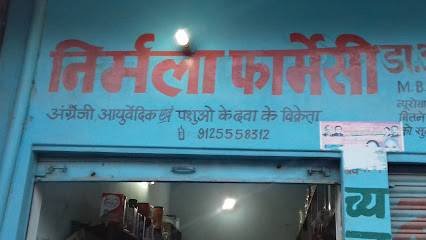 निर्मला फार्मेसी
अंग्रेजी आयुर्वेदिक एवं पशुओ के दवा के विक्रेता
9125558312
डा.
M.B.